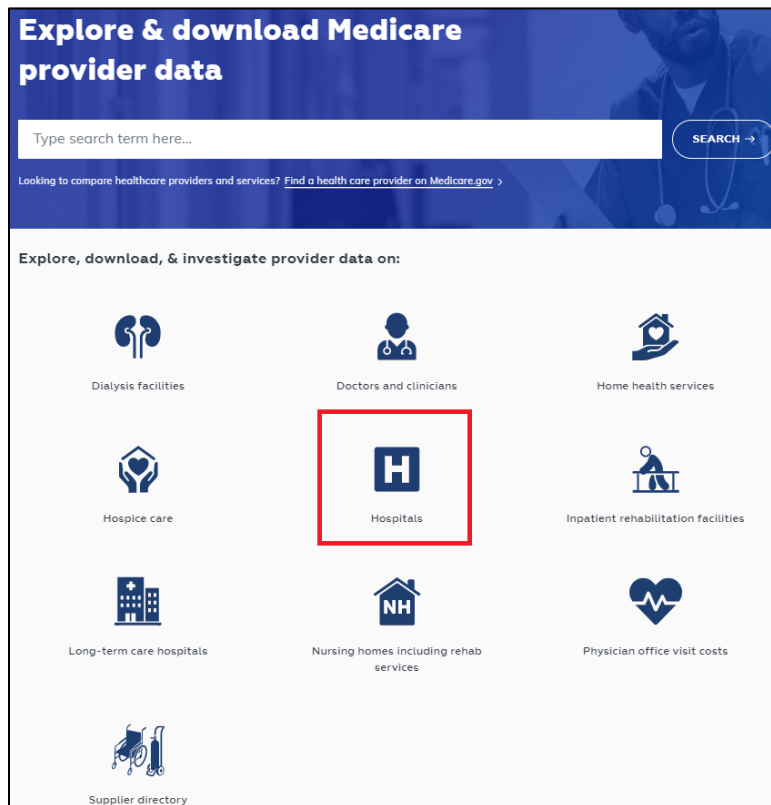 Explore & download Medicare
provider data
Type search term here...
SEARCH →
Looking to compare healthcare providers and services? Find a health care provider on Medicare.gov >
Explore, download, & investigate provider data on:
Dialysis facilities
Doctors and clinicians
Home health services
H
Hospice care
Hospitals
Inpatient rehabilitation facilities
NH
Long-term care hospitals
Nursing homes including rehab
services
Physician office visit costs
Supplier directory